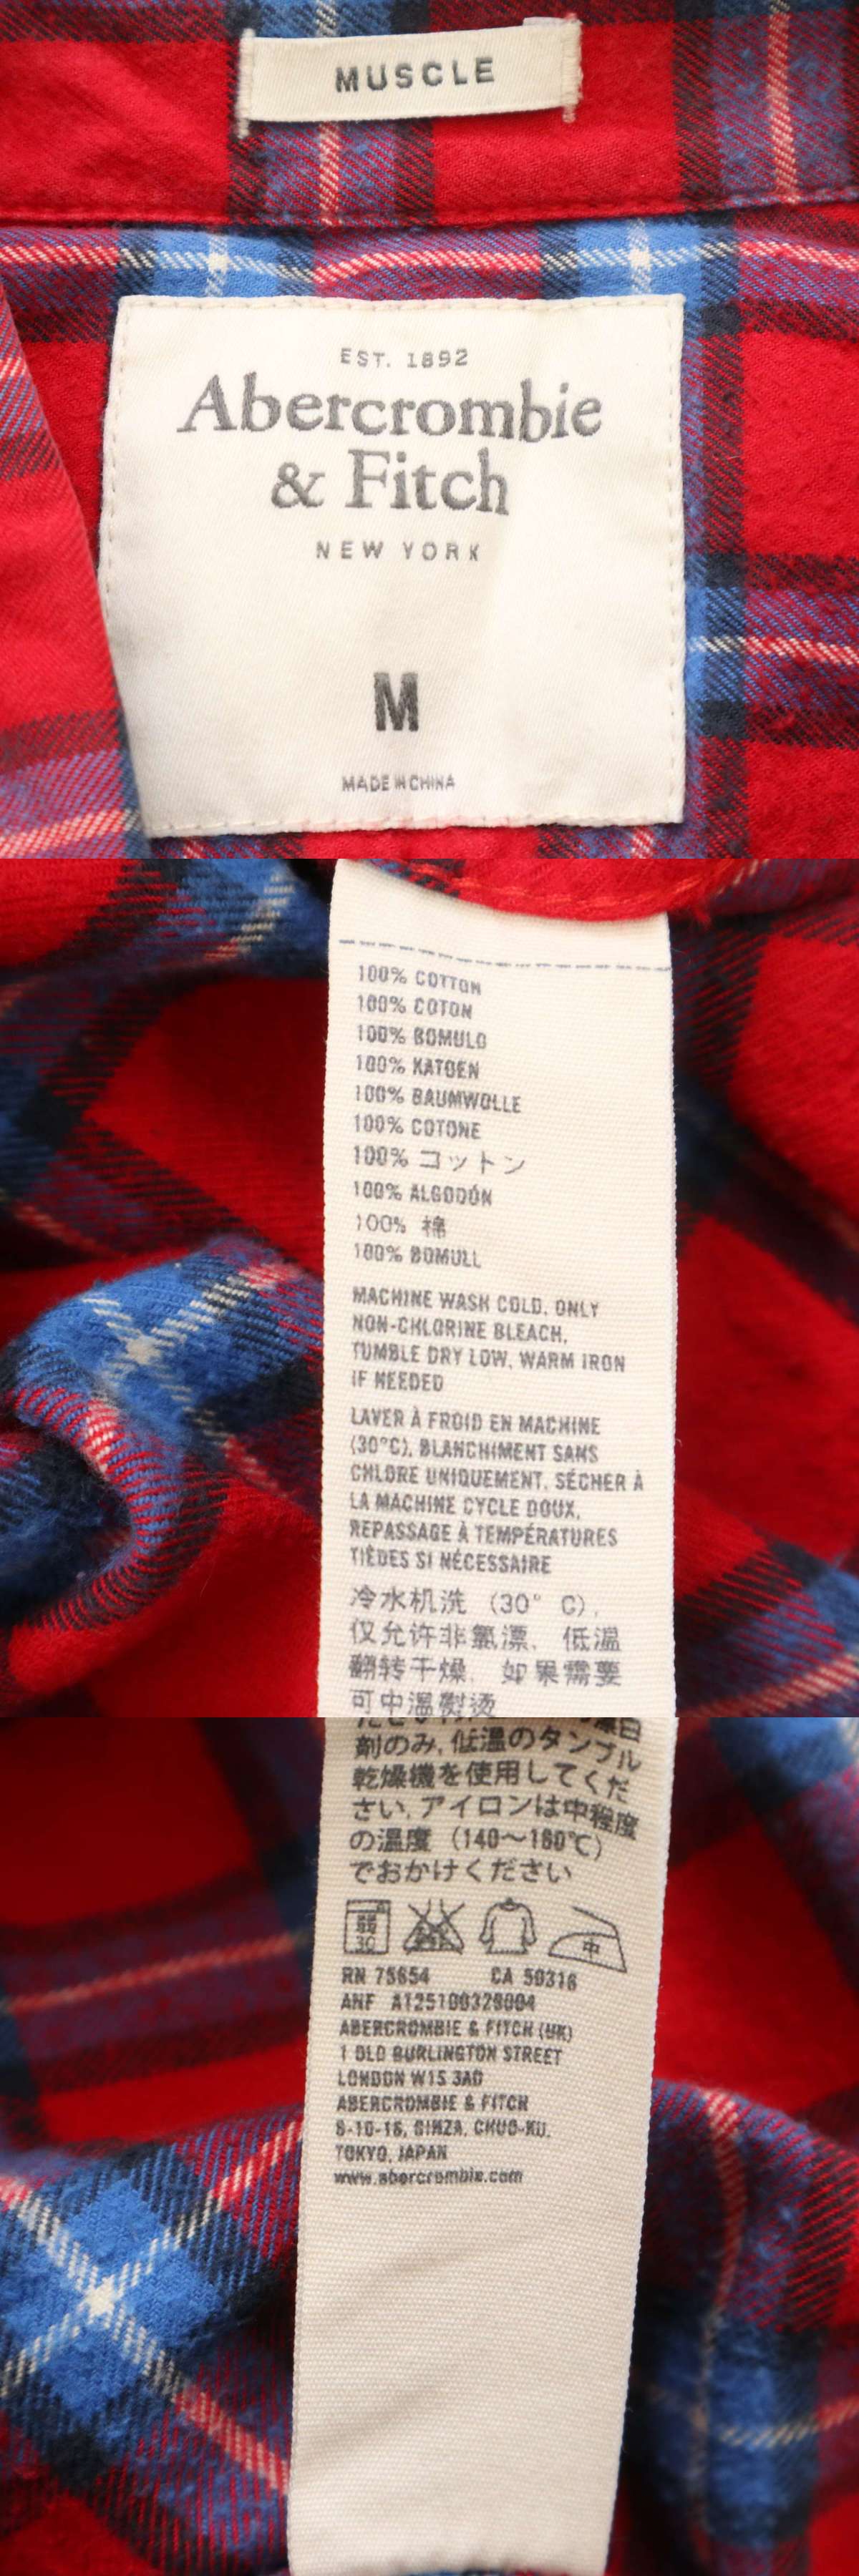 MUSCLE
EST. 1892
Abercrombie
& Fitch
NEW YORK
M
MADE IN CHINA
100% COTTON
100% COTON
100% BOMULD
100% KATOEN
100% BAUMWOLLE
100% COTONE
100% コットン
100% ALGODÓN
100% 棉
100% BOMULL
MACHINE WASH COLD, ONLY
NON-CHLORINE BLEACH,
TUMBLE DRY LOW, WARM IRON
IF NEEDED
LAVER À FROID EN MACHINE
(30°C), BLANCHIMENT SANS
CHLORE UNIQUEMENT, SÉCHER À
LA MACHINE CYCLE DOUX,
REPASSAGE À TEMPÉRATURES
TIÈDES SI NÉCESSAIRE
冷水机洗 (30° C),
仅允许非氯漂, 低温
翻转干燥, 如果需要
可中温熨烫
剤のみ, 低温のタンブル
乾燥機を使用してくだ
さい, アイロンは中程度
の温度 (140～160℃)
でおかけください
弱
30
中
RN 75654 CA 50316
ANF A125100329004
ABERCROMBIE & FITCH (UK)
1 OLD BURLINGTON STREET
LONDON W1S 3AD
ABERCROMBIE & FITCH
6-10-16, GINZA, CHUO-KU,
TOKYO, JAPAN
www.abercrombie.com